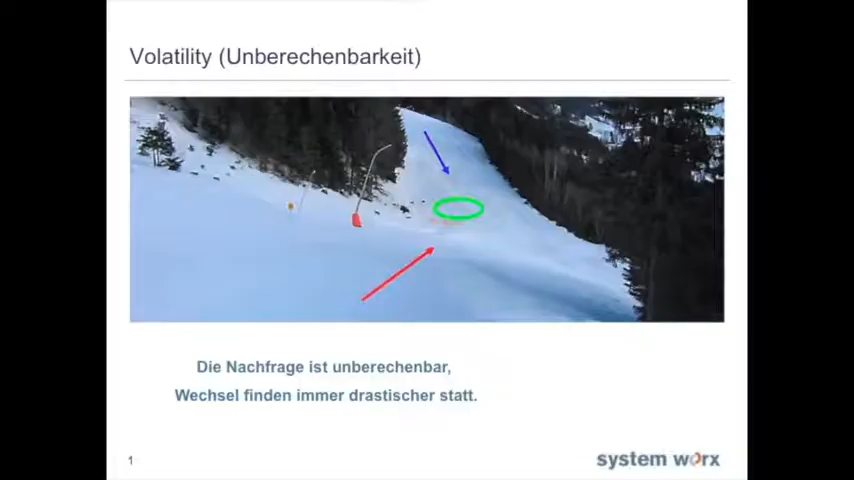 Volatility (Unberechenbarkeit)
Die Nachfrage ist unberechenbar,
Wechsel finden immer drastischer statt.
1
system worx